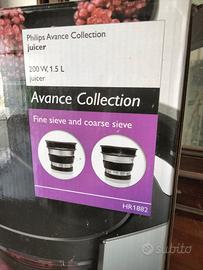 Philips Avance Collection
juicer
200 W, 1.5 L
juicer
Avance Collection
Fine sieve and coarse sieve
HR1882
subito